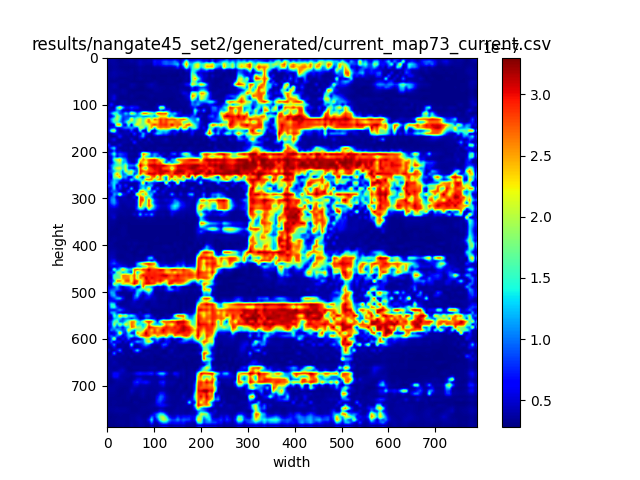 results/nangate45_set2/generated/current_map73_current.csv
1e−7
0
100
200
300
400
500
600
700
height
0 100 200 300 400 500 600 700
width
3.0
2.5
2.0
1.5
1.0
0.5